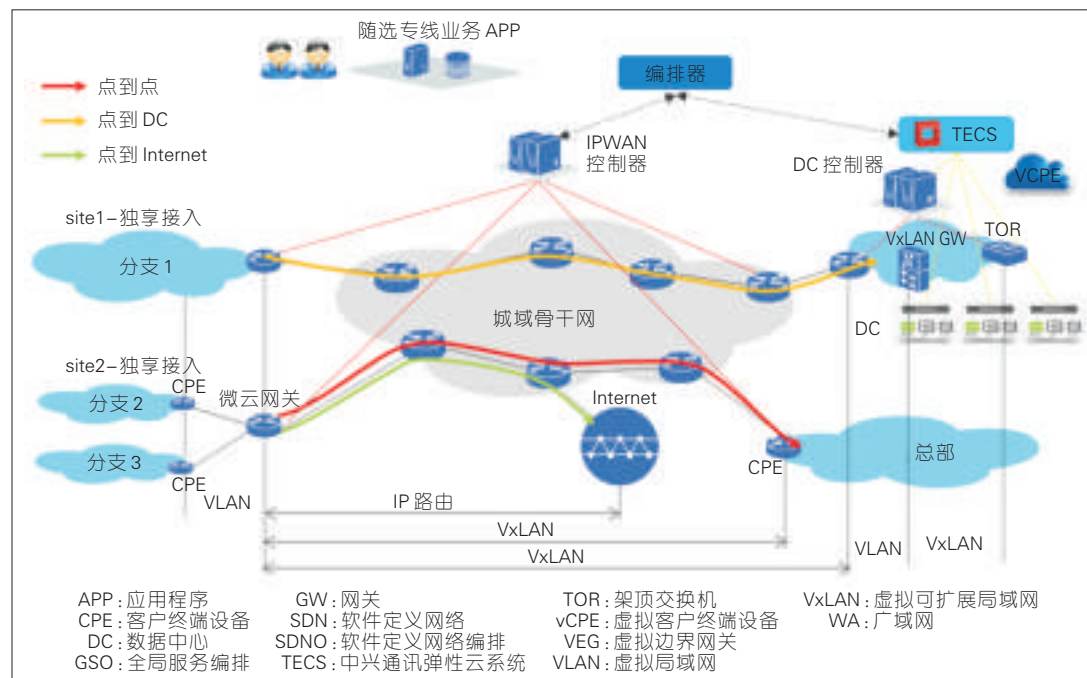 随选专线业务 APP
点到点
点到 DC
点到 Internet
编排器
IPWAN
控制器
TECS
DC 控制器
VCPE
site1-独享接入
分支 1
VxLAN GW
TOR
城域骨干网
DC
site2-独享接入
CPE
分支 2
微云网关
Internet
分支 3
CPE
CPE
总部
VLAN
IP 路由
VxLAN
VxLAN
VLAN
VxLAN
APP:应用程序
CPE:客户终端设备
DC:数据中心
GSO:全局服务编排
GW:网关
SDN:软件定义网络
SDNO:软件定义网络编排
TECS:中兴通讯弹性云系统
TOR:架顶交换机
vCPE:虚拟客户终端设备
VEG:虚拟边界网关
VLAN:虚拟局域网
VxLAN:虚拟可扩展局域网
WA:广域网